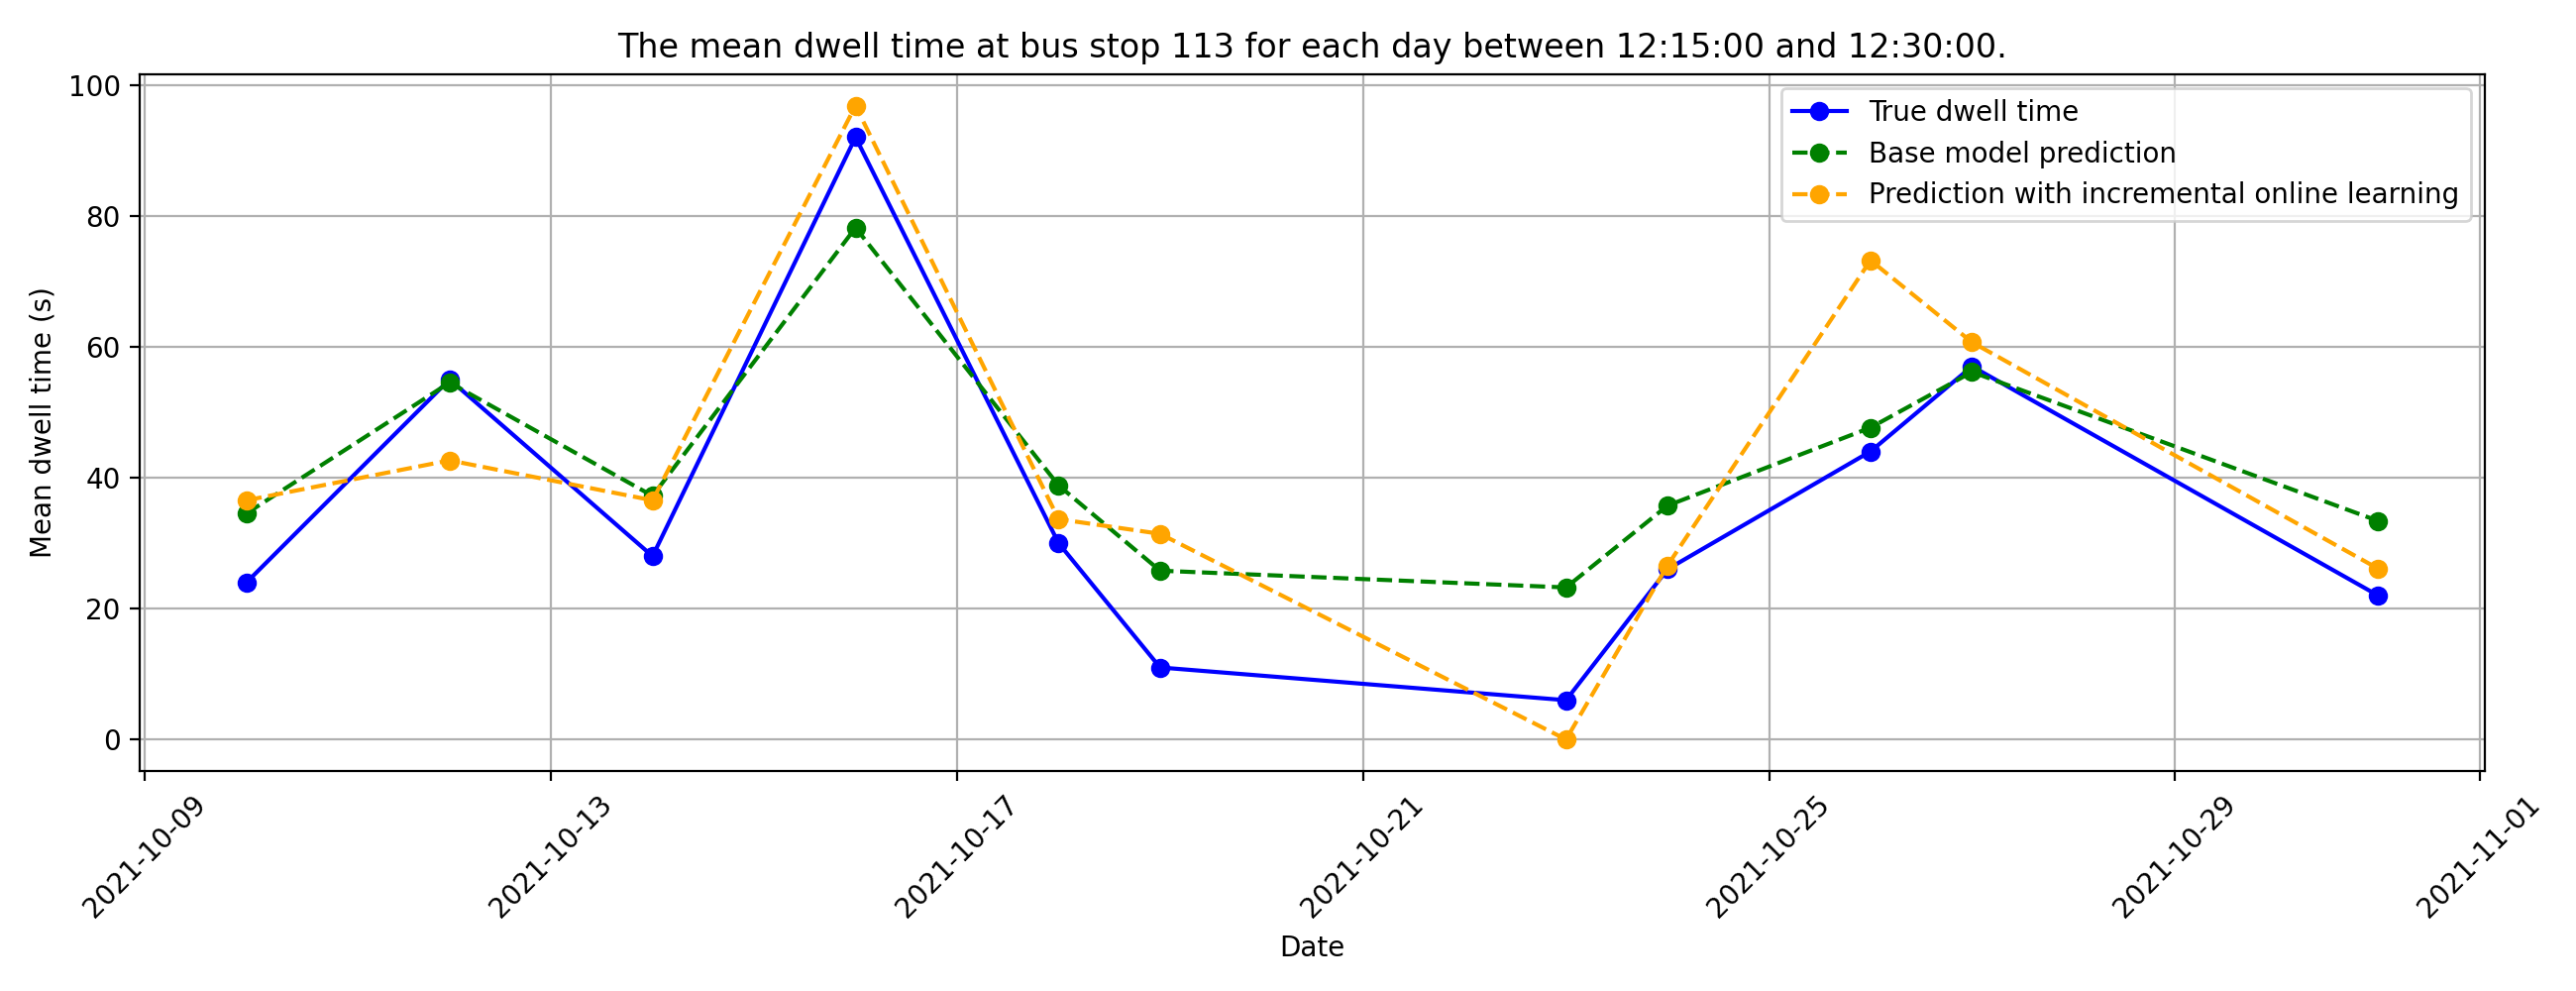 The mean dwell time at bus stop 113 for each day between 12:15:00 and 12:30:00.
True dwell time
Base model prediction
Prediction with incremental online learning
Mean dwell time (s)
100
80
60
40
20
0
2021-10-09
2021-10-13
2021-10-17
2021-10-21
2021-10-25
2021-10-29
2021-11-01
Date